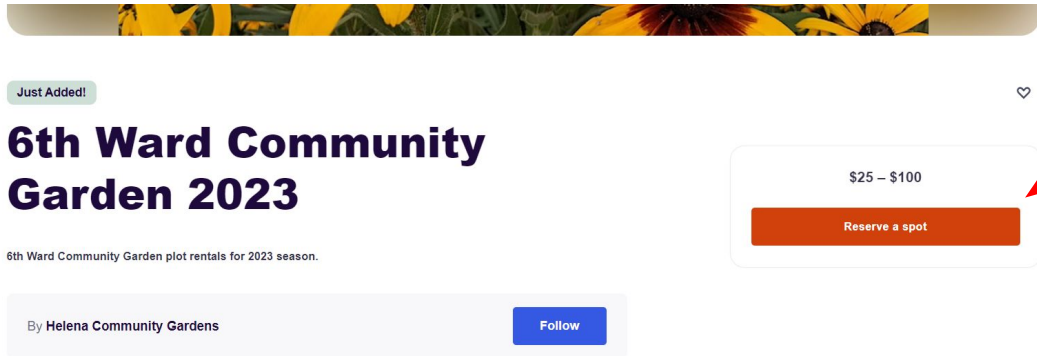 Just Added!
6th Ward Community
Garden 2023
$25 – $100
Reserve a spot
6th Ward Community Garden plot rentals for 2023 season.
By Helena Community Gardens
Follow